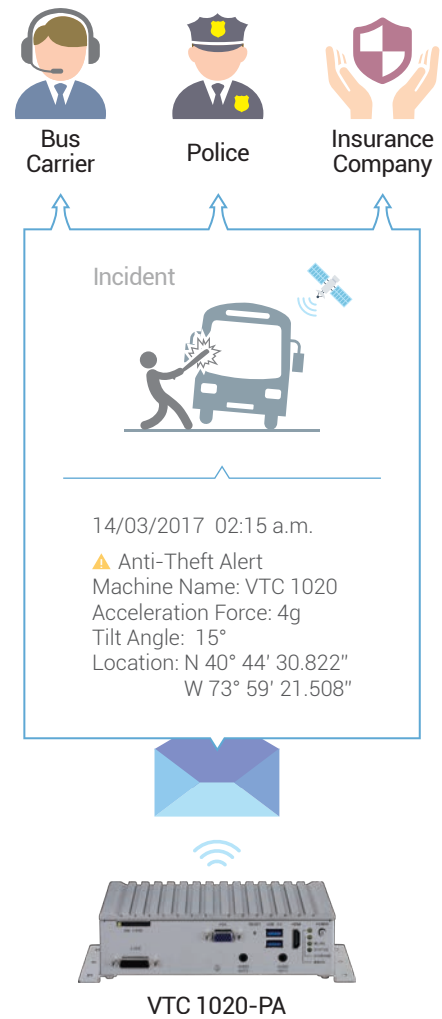 Bus
Carrier
Police
Insurance
Company
Incident
14/03/2017 02:15 a.m.
Anti-Theft Alert
Machine Name: VTC 1020
Acceleration Force: 4g
Tilt Angle: 15°
Location: N 40° 44' 30.822"
W 73° 59' 21.508"
VTC 1020-PA